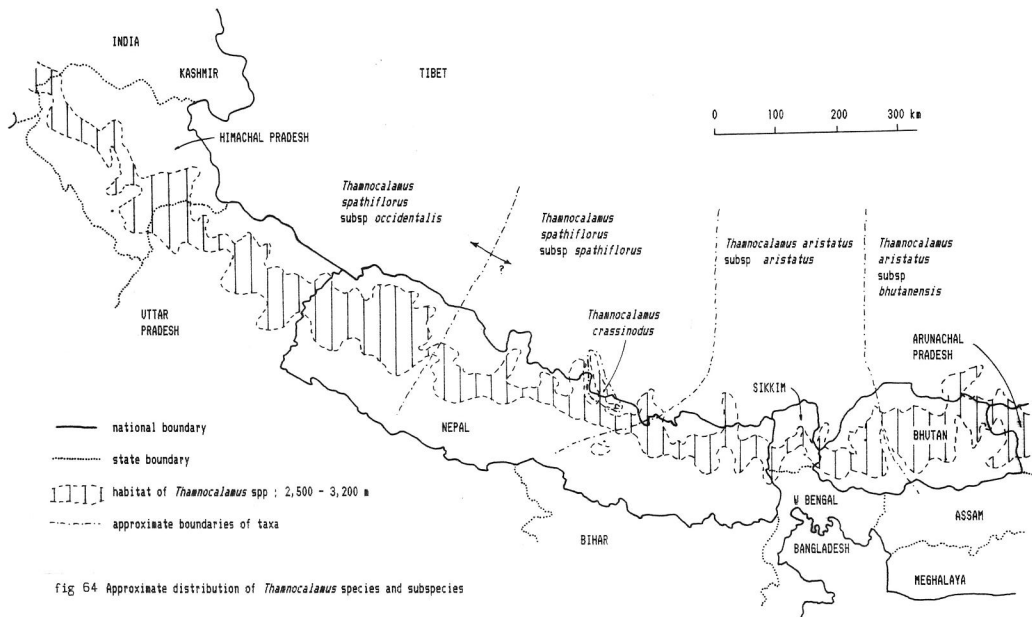 INDIA
KASHMIR
TIBET
0 100 200 300 km
HIMACHAL PRADESH
Thamnocalamus
spathiflorus
subsp occidentalis
?
Thamnocalamus
spathiflorus
subsp spathiflorus
Thamnocalamus aristatus
subsp aristatus
Thamnocalamus
aristatus
subsp
bhutanensis
UTTAR
PRADESH
Thamnocalamus
crassinodus
ARUNACHAL
PRADESH
SIKKIM
NEPAL
BHUTAN
W BENGAL
ASSAM
BIHAR
BANGLADESH
MEGHALAYA
national boundary
state boundary
habitat of Thamnocalamus spp : 2,500 - 3,200 m
approximate boundaries of taxa
fig 64 Approximate distribution of Thamnocalamus species and subspecies